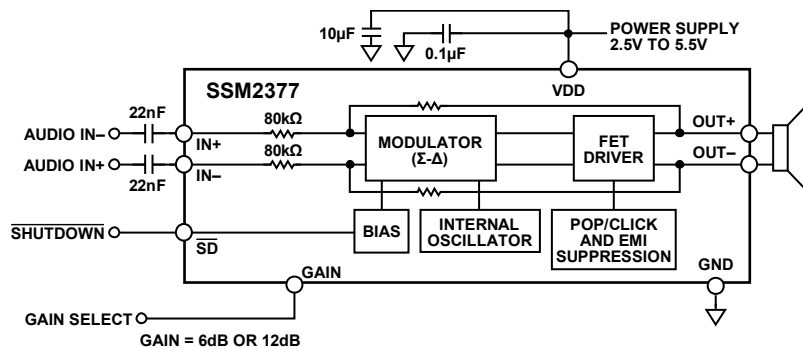 10µF
0.1µF
POWER SUPPLY
2.5V TO 5.5V
VDD
SSM2377
22nF
AUDIO IN–
IN+
80kΩ
AUDIO IN+
IN–
80kΩ
22nF
MODULATOR
(Σ-Δ)
FET
DRIVER
OUT+
OUT–
SHUTDOWN
SD
BIAS
INTERNAL
OSCILLATOR
POP/CLICK
AND EMI
SUPPRESSION
GAIN
GND
GAIN SELECT
GAIN = 6dB OR 12dB